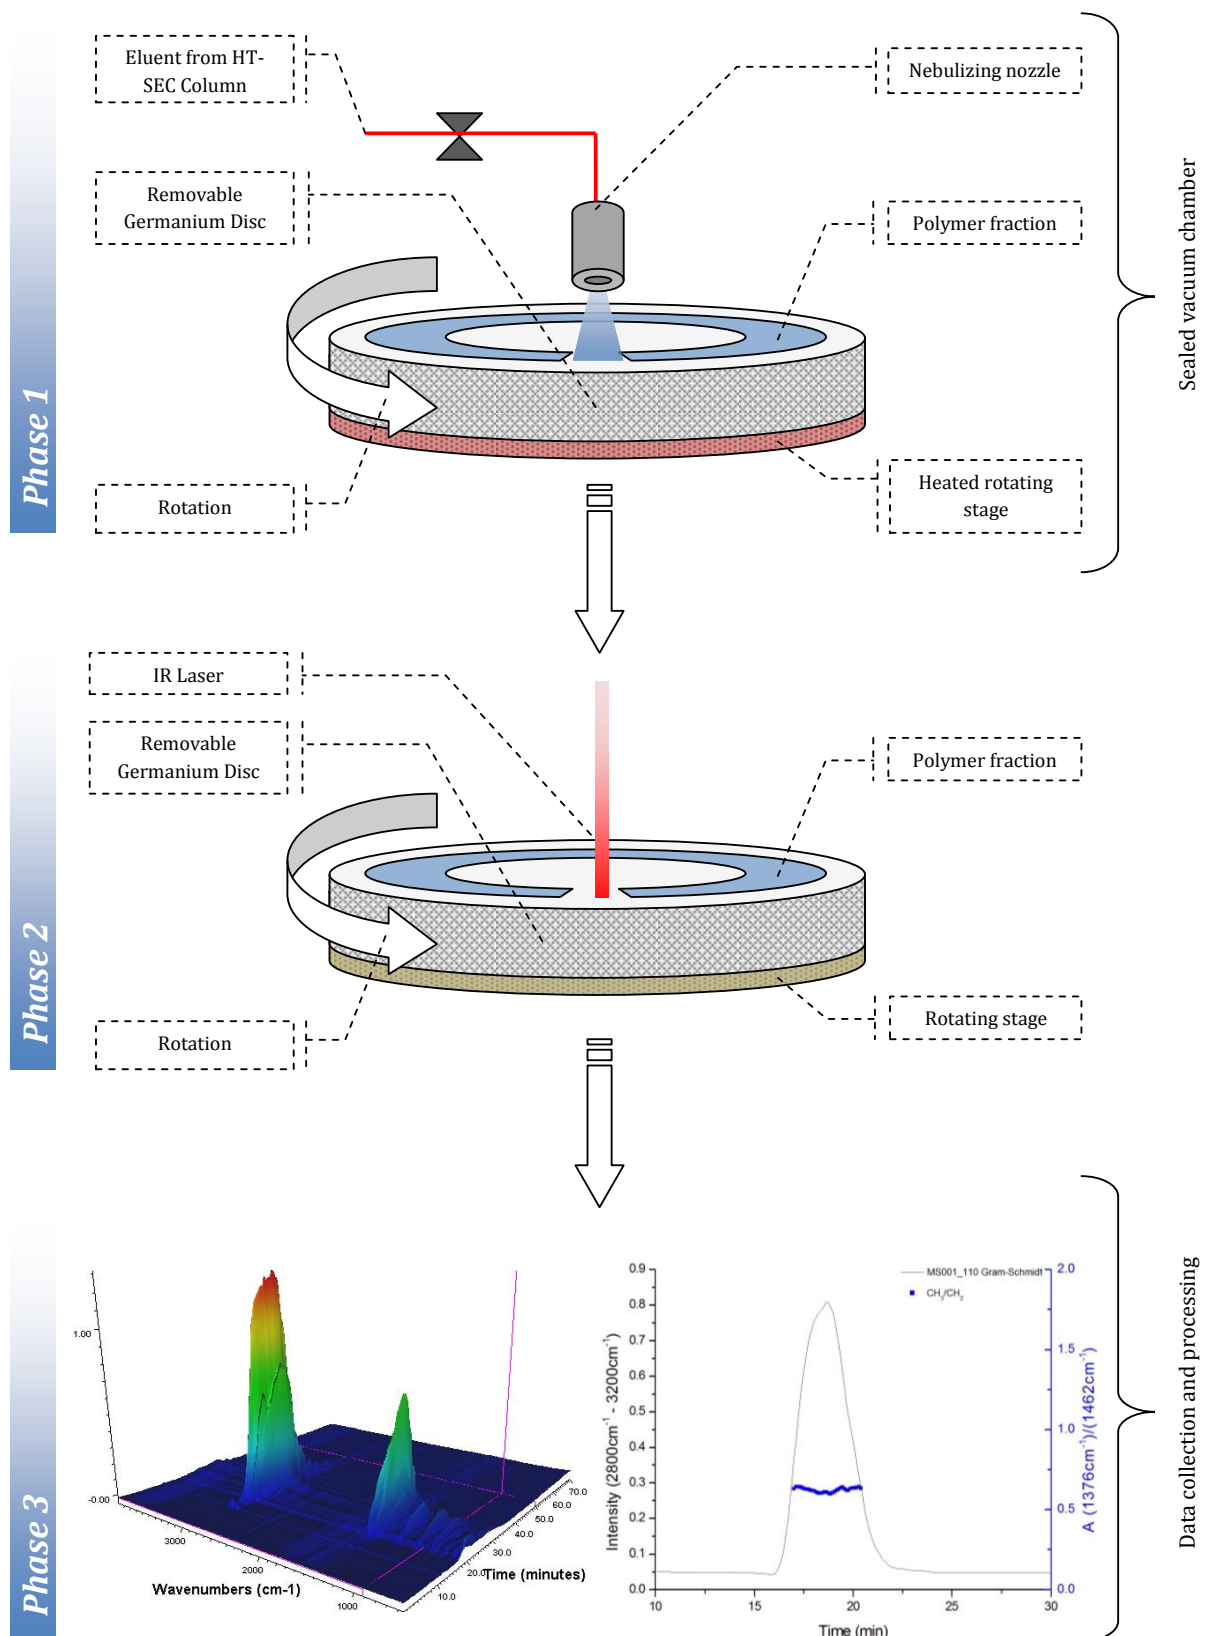 Phase 1
Eluent from HT-
SEC Column
Nebulizing nozzle
Removable
Germanium Disc
Polymer fraction
Rotation
Heated rotating
stage
Sealed vacuum chamber
Phase 2
IR Laser
Removable
Germanium Disc
Polymer fraction
Rotation
Rotating stage
Phase 3
1.00
-0.00
3000
2000
1000
Wavenumbers (cm-1)
10.0
20.0
30.0
40.0
50.0
60.0
70.0
Time (minutes)
0.9
0.8
0.7
0.6
0.5
0.4
0.3
0.2
0.1
0.0
Intensity (2800cm⁻¹ - 3200cm⁻¹)
MS001_110 Gram-Schmidt
CH₃/CH₂
2.0
1.5
1.0
0.5
0.0
A (1376cm⁻¹)/(1462cm⁻¹)
10
15
20
25
30
Time (min)
Data collection and processing